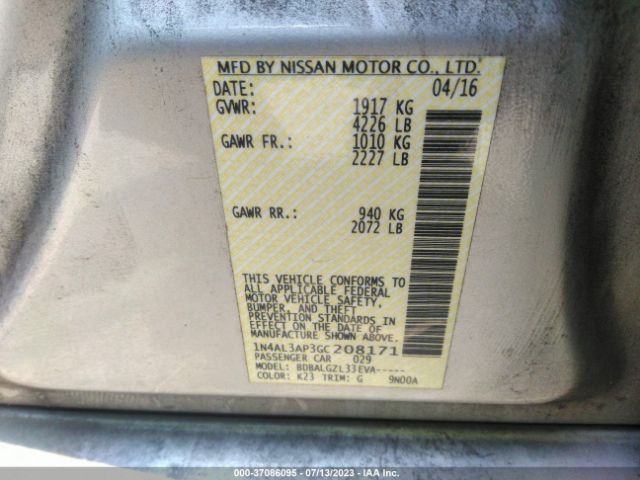 MFD BY NISSAN MOTOR CO., LTD.
DATE: 04/16
GVWR: 1917 KG
4226 LB
GAWR FR.: 1010 KG
2227 LB
GAWR RR.: 940 KG
2072 LB
THIS VEHICLE CONFORMS TO
ALL APPLICABLE FEDERAL
MOTOR VEHICLE SAFETY,
BUMPER, AND THEFT
PREVENTION STANDARDS
IN EFFECT ON THE DATE OF
MANUFACTURE SHOWN ABOVE.
1N4AL3AP3GC208171
PASSENGER CAR 029
MODEL: BDBALGZL33EVA-----
COLOR: K23 TRIM: G 9N00A
000-37086095 - 07/13/2023 - IAA Inc.